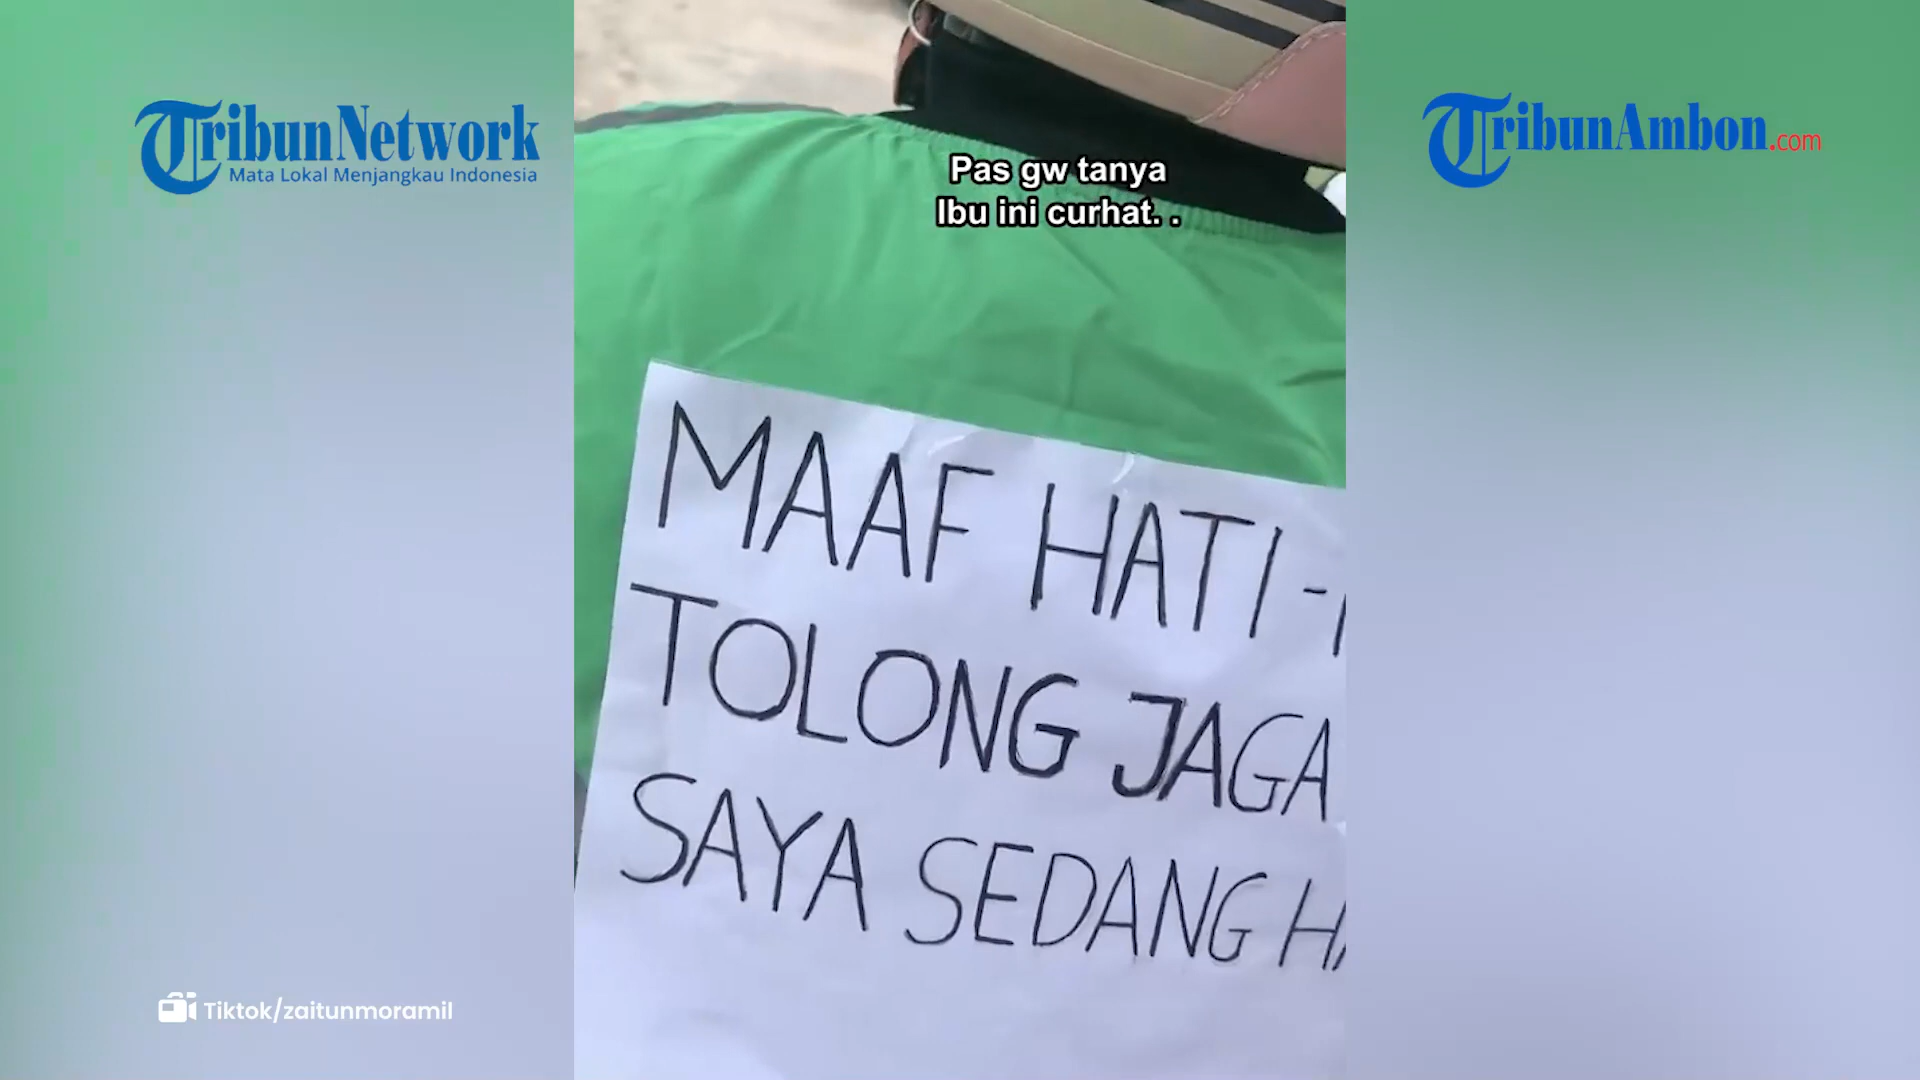 TribunNetwork
Mata Lokal Menjangkau Indonesia
TribunAmbon.com
Pas gw tanya
Ibu ini curhat. .
MAAF HATI-
TOLONG JAGA
SAYA SEDANG
Tiktok/zaitunmoramil